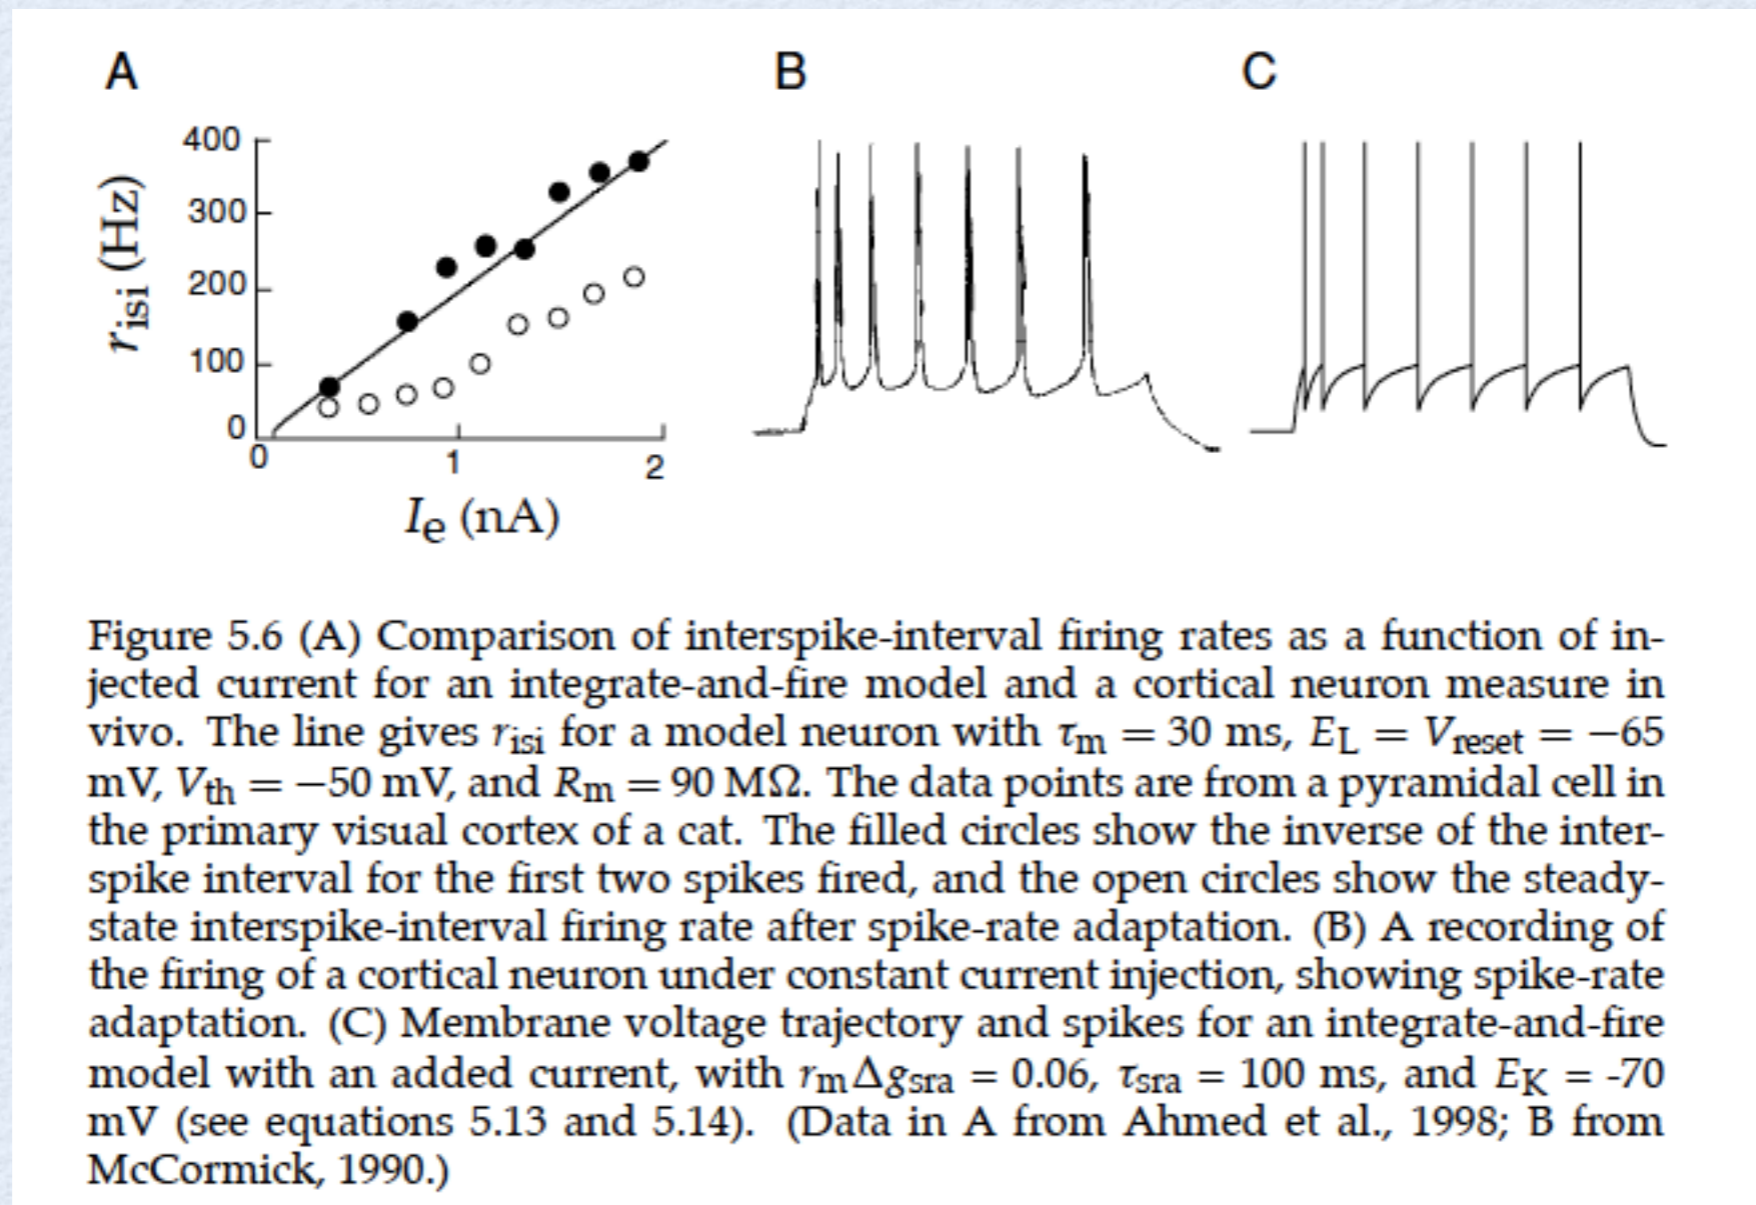 A
B
C
400
300
200
100
0
0
1
2
risi (Hz)
Ie (nA)
Figure 5.6 (A) Comparison of interspike-interval firing rates as a function of in-
jected current for an integrate-and-fire model and a cortical neuron measure in
vivo. The line gives risi for a model neuron with τm = 30 ms, EL = Vreset = −65
mV, Vth = −50 mV, and Rm = 90 MΩ. The data points are from a pyramidal cell in
the primary visual cortex of a cat. The filled circles show the inverse of the inter-
spike interval for the first two spikes fired, and the open circles show the steady-
state interspike-interval firing rate after spike-rate adaptation. (B) A recording of
the firing of a cortical neuron under constant current injection, showing spike-rate
adaptation. (C) Membrane voltage trajectory and spikes for an integrate-and-fire
model with an added current, with rmΔgsra = 0.06, τsra = 100 ms, and EK = -70
mV (see equations 5.13 and 5.14). (Data in A from Ahmed et al., 1998; B from
McCormick, 1990.)